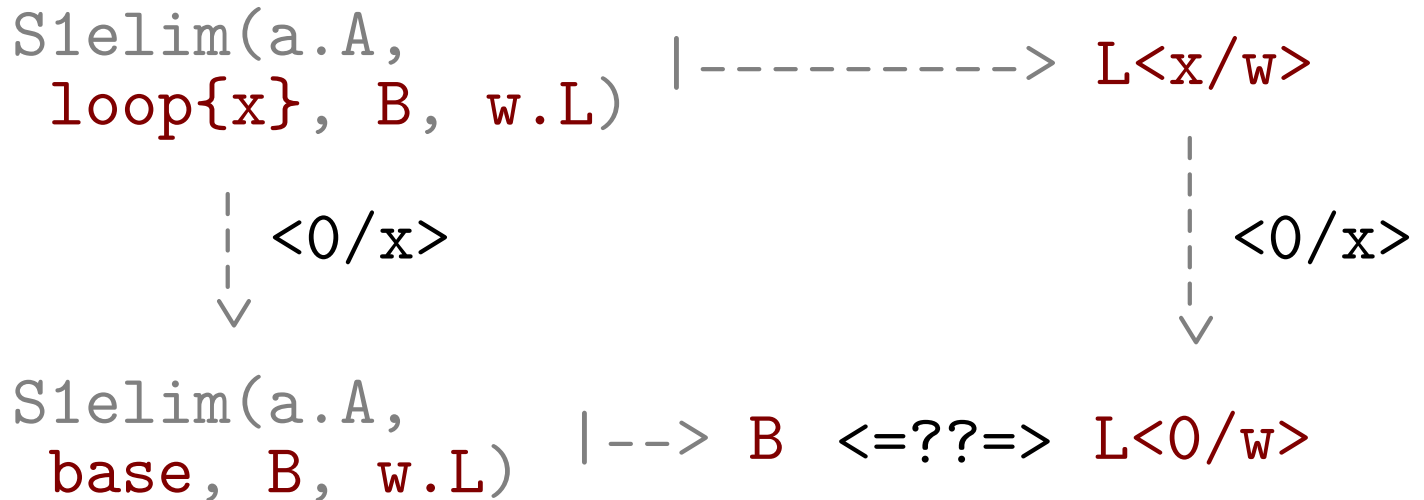 S1elim(a.A,
loop{x}, B, w.L) |----------> L<x/w>
<0/x> <0/x>
S1elim(a.A,
base, B, w.L) |--> B <=??=> L<0/w>